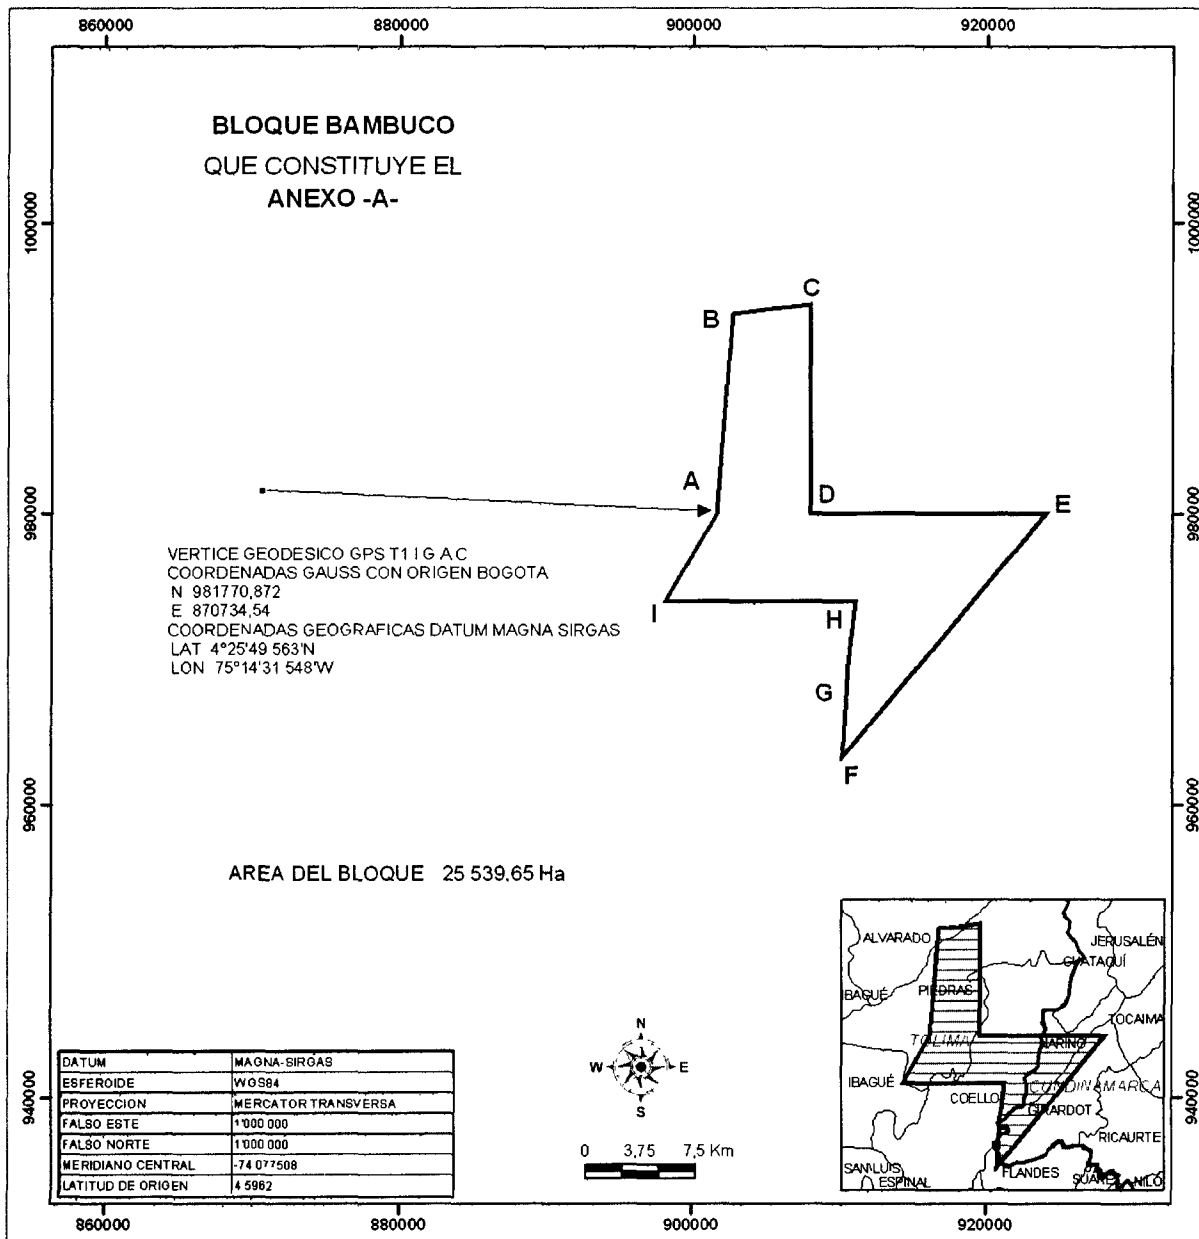 860000 880000 900000 920000
BLOQUE BAMBUCO
QUE CONSTITUYE EL
ANEXO -A-
1000000 1000000
C
B
A
D
E
980000 980000
VERTICE GEODESICO GPS T1 I G A C
COORDENADAS GAUSS CON ORIGEN BOGOTA
N 981770,872
E 870734,54
COORDENADAS GEOGRAFICAS DATUM MAGNA SIRGAS
LAT 4°25'49 563'N
LON 75°14'31 548'W
I
H
G
F
960000 960000
AREA DEL BLOQUE 25 539,65 Ha
ALVARADO
JERUSALÉN
GUATAQUÍ
IBAGUÉ
PIEDRAS
TOCAIMA
TOLIMA
NARIÑO
IBAGUÉ
CUNDINAMARCA
COELLO
GIRARDOT
RICAURTE
SAN LUIS
FLANDES
ESPINAL
SUÁREZ
NILO
N
W E
S
0 3,75 7,5 Km
DATUM MAGNA-SIRGAS
ESFEROIDE WGS84
PROYECCION MERCATOR TRANSVERSA
FALSO ESTE 1'000 000
FALSO NORTE 1'000 000
MERIDIANO CENTRAL -74 077508
LATITUD DE ORIGEN 4 5962
940000 940000
860000 880000 900000 920000